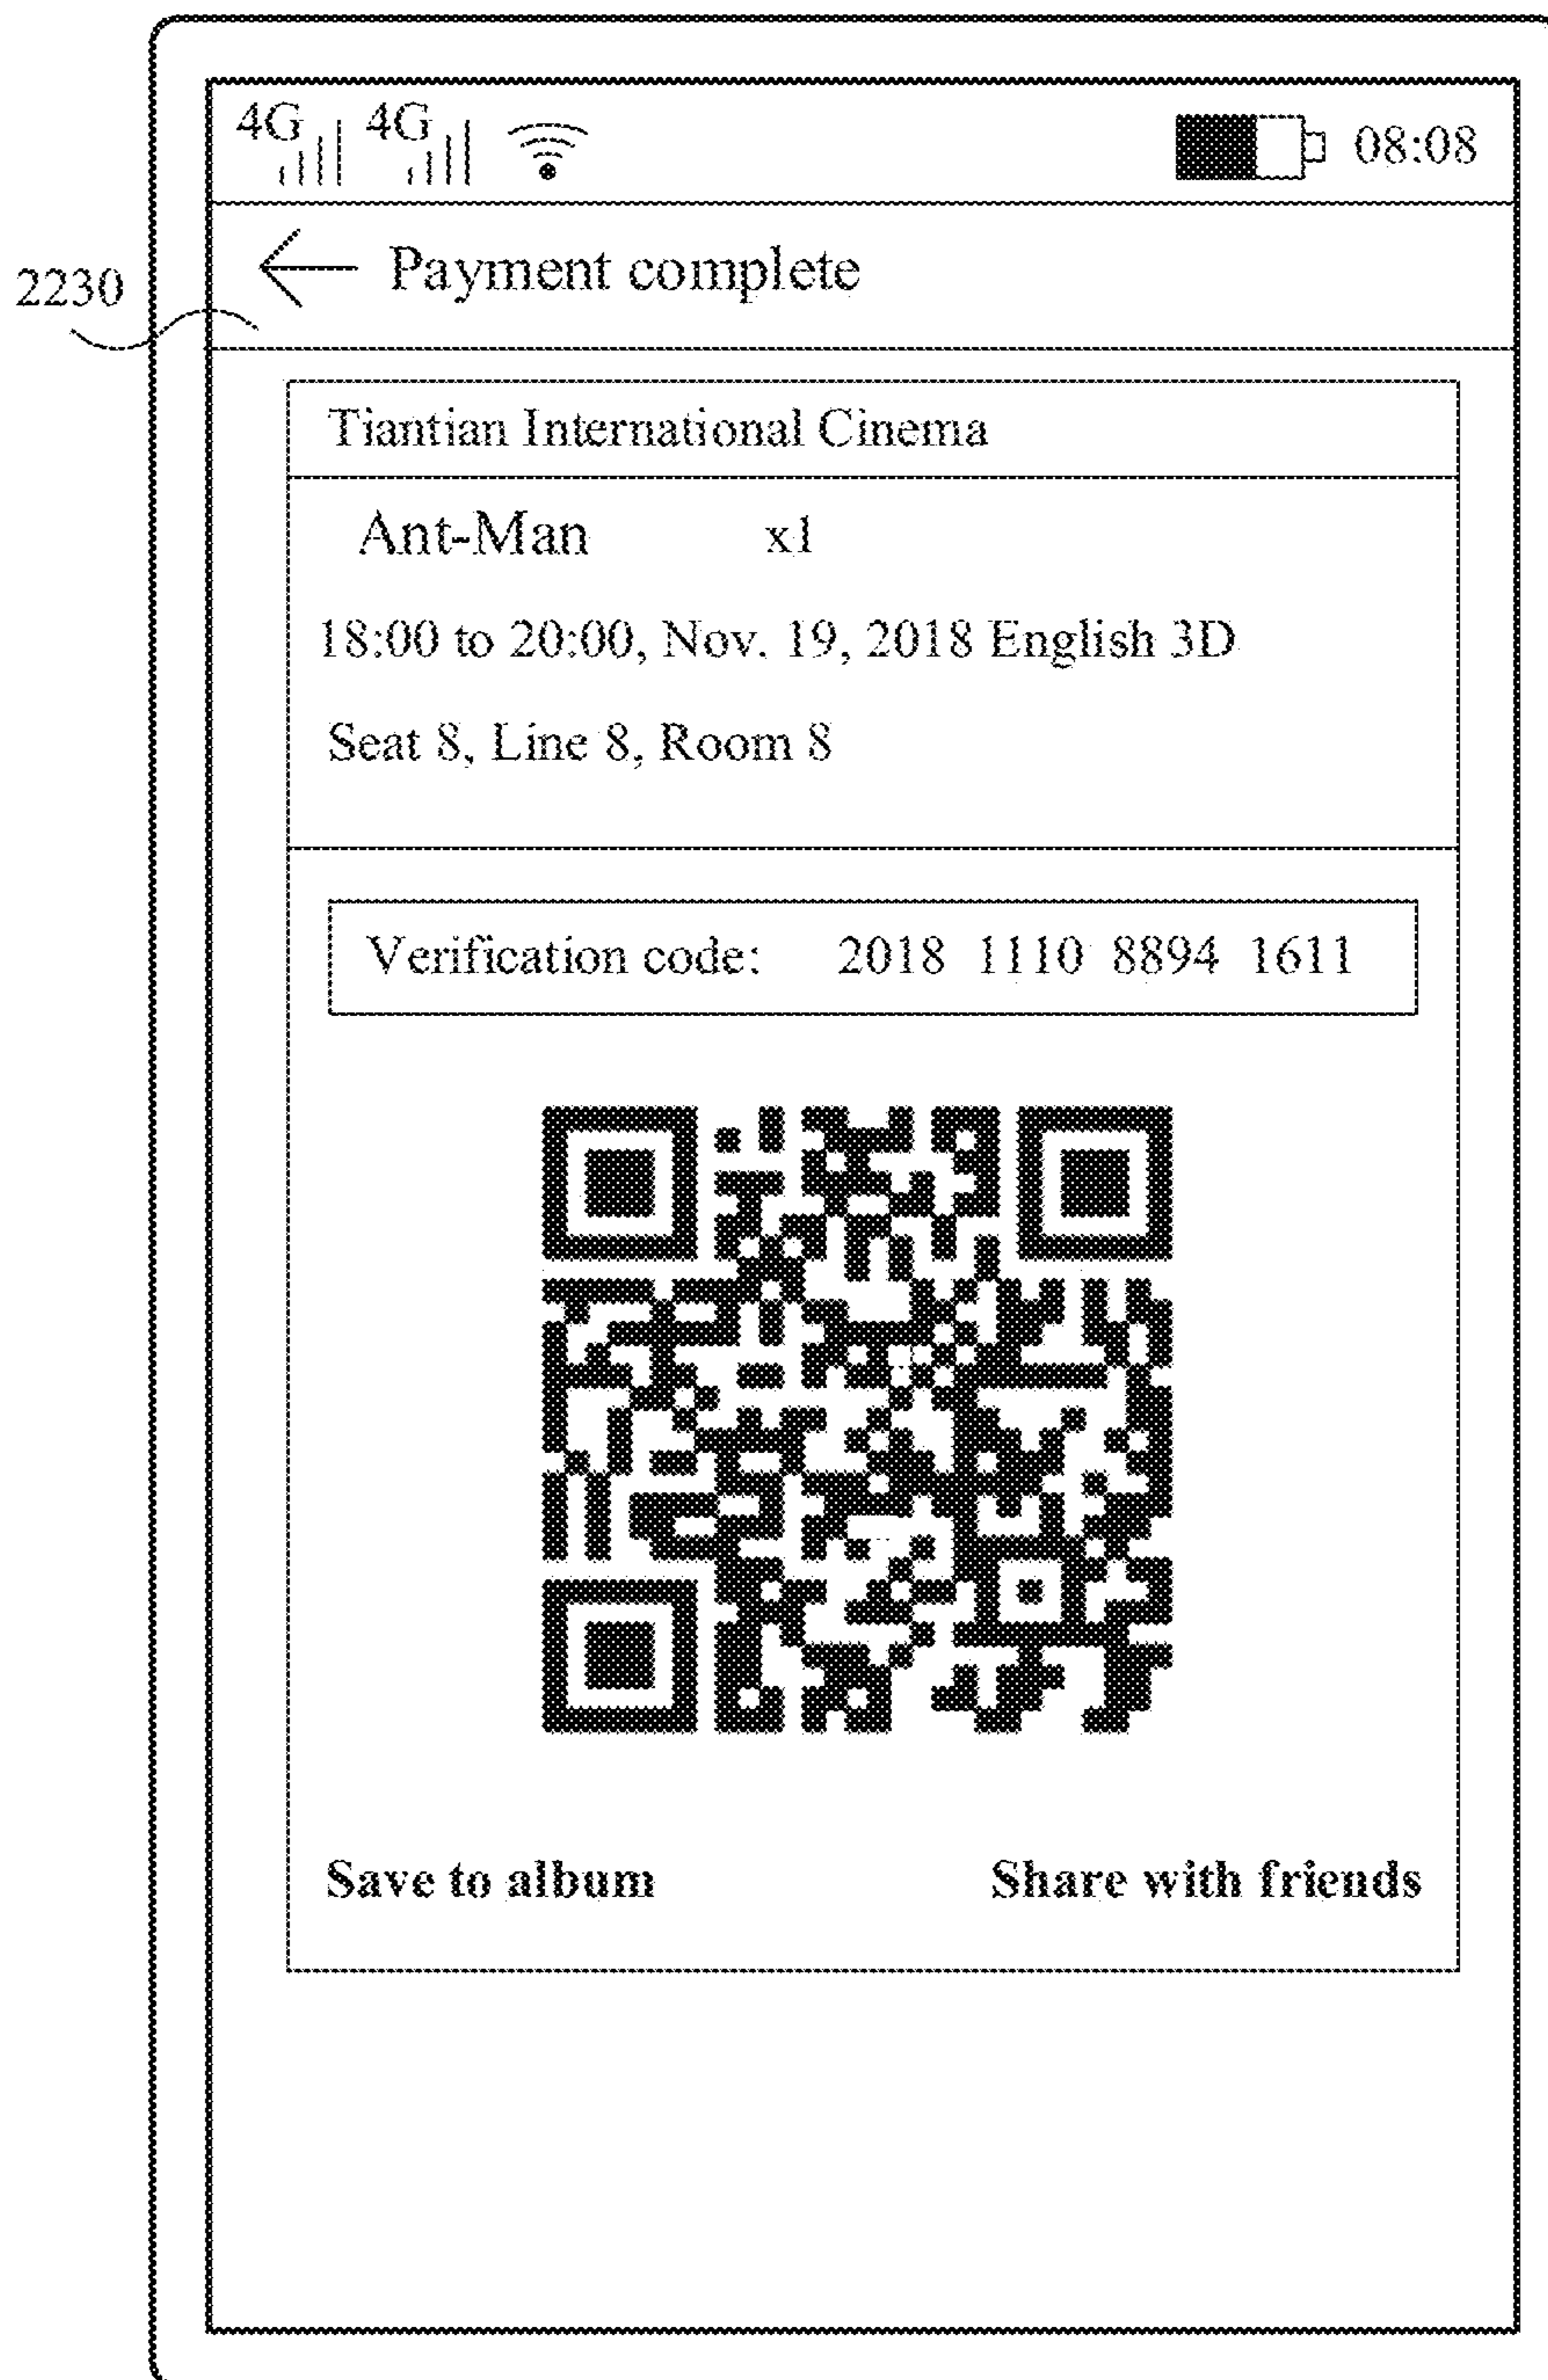 4G 4G 08:08
2230
Payment complete
Tiantian International Cinema
Ant-Man x1
18:00 to 20:00, Nov. 19, 2018 English 3D
Seat 8, Line 8, Room 8
Verification code: 2018 1110 8894 1611
Save to album Share with friends